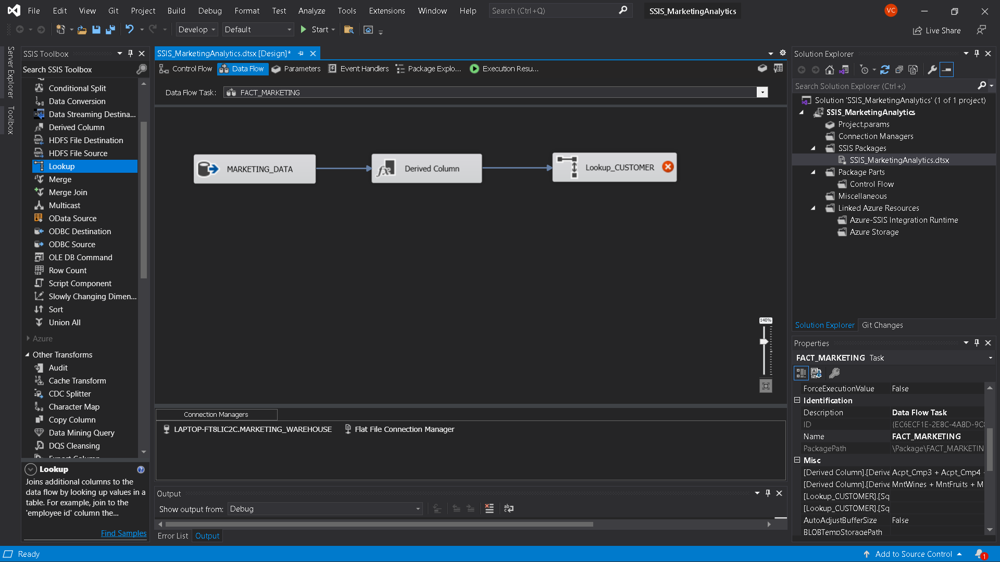 File Edit View Git Project Build Debug Format Test Analyze Tools Extensions Window Help Search (Ctrl+Q) SSIS_MarketingAnalytics VC
Develop Default Start Live Share
Server Explorer
Toolbox
SSIS Toolbox
Search SSIS Toolbox
Conditional Split
Data Conversion
Data Streaming Destina...
Derived Column
HDFS File Destination
HDFS File Source
Lookup
Merge
Merge Join
Multicast
OData Source
ODBC Destination
ODBC Source
OLE DB Command
Row Count
Script Component
Slowly Changing Dimen...
Sort
Union All
Azure
Other Transforms
Audit
Cache Transform
CDC Splitter
Character Map
Copy Column
Data Mining Query
DQS Cleansing
Export Column
Lookup
Joins additional columns to the
data flow by looking up values in a
table. For example, join to the
'employee id' column the...
Find Samples
SSIS_MarketingAnalytics.dtsx [Design]*
Control Flow Data Flow Parameters Event Handlers Package Explo... Execution Resu...
Data Flow Task: FACT_MARKETING
MARKETING_DATA
Derived Column
Lookup_CUSTOMER
140%
Connection Managers
LAPTOP-FT8LIC2C.MARKETING_WAREHOUSE Flat File Connection Manager
Output
Show output from: Debug
Error List Output
Solution Explorer
Search Solution Explorer (Ctrl+;)
Solution 'SSIS_MarketingAnalytics' (1 of 1 project)
SSIS_MarketingAnalytics
Project.params
Connection Managers
SSIS Packages
SSIS_MarketingAnalytics.dtsx
Package Parts
Control Flow
Miscellaneous
Linked Azure Resources
Azure-SSIS Integration Runtime
Azure Storage
Solution Explorer Git Changes
Properties
FACT_MARKETING Task
ForceExecutionValue False
Identification
Description Data Flow Task
ID {EC6ECF1E-2E8C-4A8D-9C8
Name FACT_MARKETING
PackagePath \Package\FACT_MARKETIN
Misc
[Derived Column].[Derive Acpt_Cmp3 + Acpt_Cmp4 +
[Derived Column].[Derive MntWines + MntFruits + M
[Lookup_CUSTOMER].[Sq
[Lookup_CUSTOMER].[Sq
AutoAdjustBufferSize False
BLOBTempStoragePath
Ready Add to Source Control 1